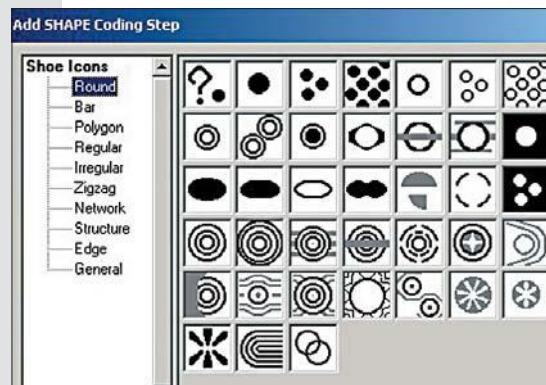 Add SHAPE Coding Step
Shoe Icons
Round
Bar
Polygon
Regular
Irregular
Zigzag
Network
Structure
Edge
General
?